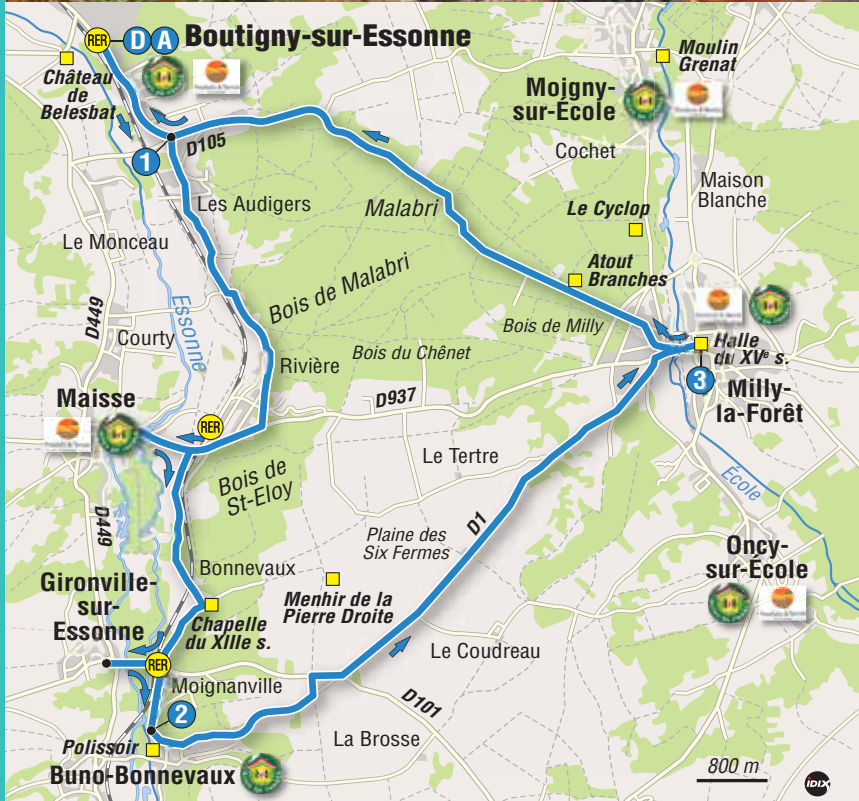 RER
D A Boutigny-sur-Essonne
Château
de
Belesbat
Moulin
Grenat
Moigny-
sur-École
1
D105
Cochet
Maison
Blanche
Les Audigers
Malabri
Le Cyclop
Le Monceau
Atout
Branches
Bois de Malabri
D449
Essonne
Courty
Bois de Milly
Rivière
Bois du Chênet
Halle
du XVe s.
3
Milly-
la-Forêt
Maisse
RER
D937
Le Tertre
Bois de
St-Eloy
École
D449
D1
Plaine des
Six Fermes
Bonnevaux
Oncy-
sur-École
Gironville-
sur-
Essonne
Menhir de la
Pierre Droite
Chapelle
du XIIIe s.
Le Coudreau
RER
Moignanville
D101
2
La Brosse
Polissoir
Buno-Bonnevaux
800 m
iDIX